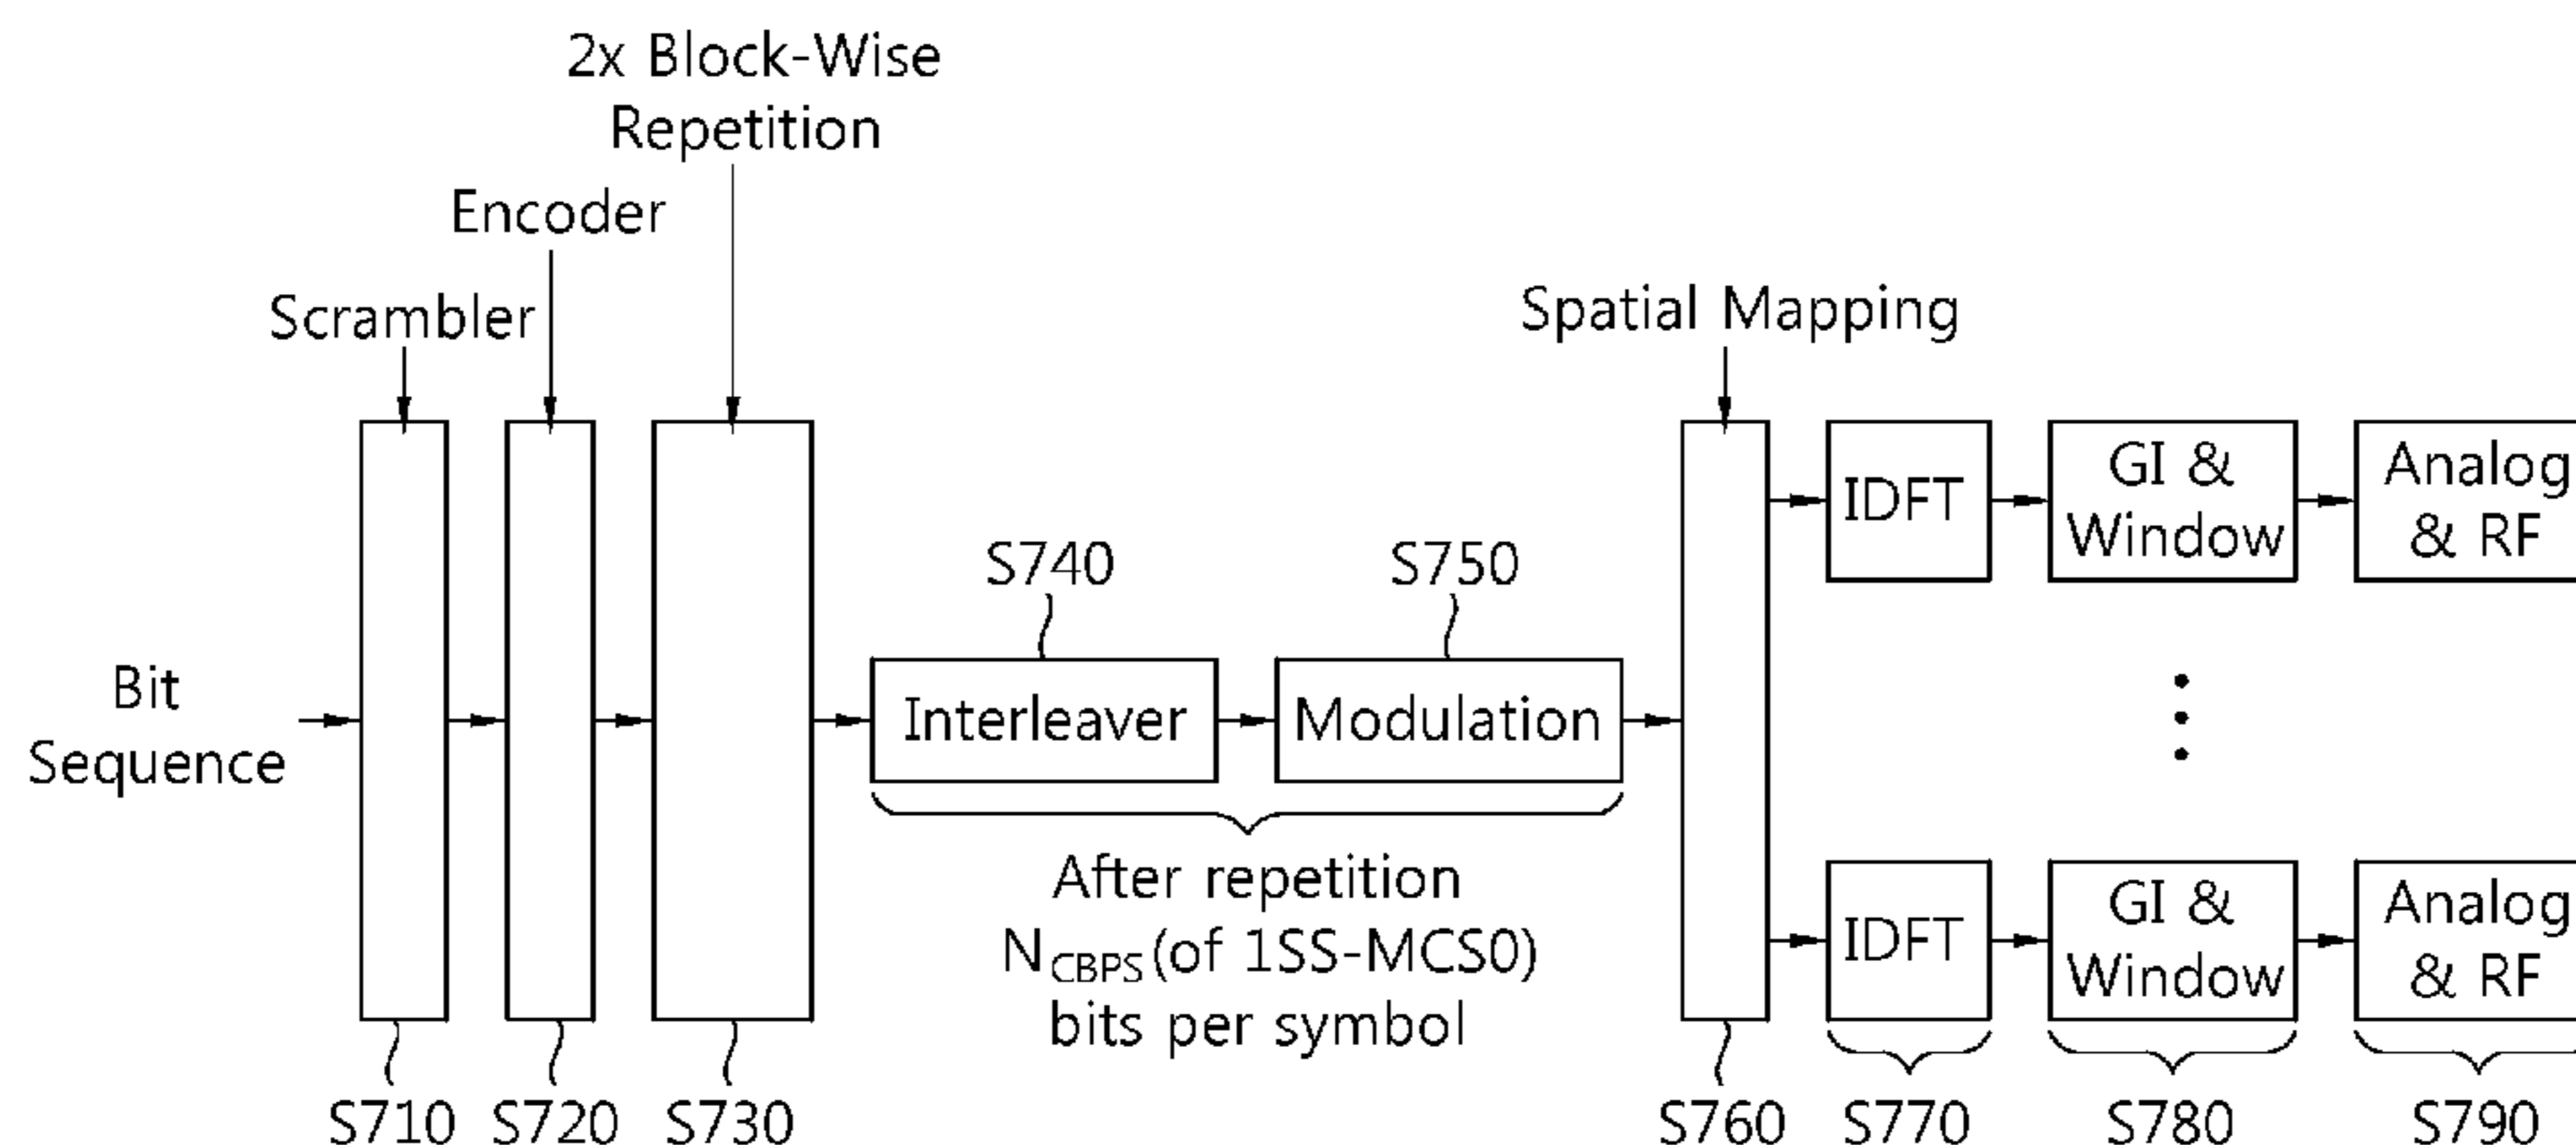 2x Block-Wise
Repetition
Encoder
Scrambler
Spatial Mapping
Bit
Sequence
S740
S750
Interleaver
Modulation
After repetition
NCBPS(of 1SS-MCS0)
bits per symbol
IDFT
GI &
Window
Analog
& RF
IDFT
GI &
Window
Analog
& RF
S710
S720
S730
S760
S770
S780
S790